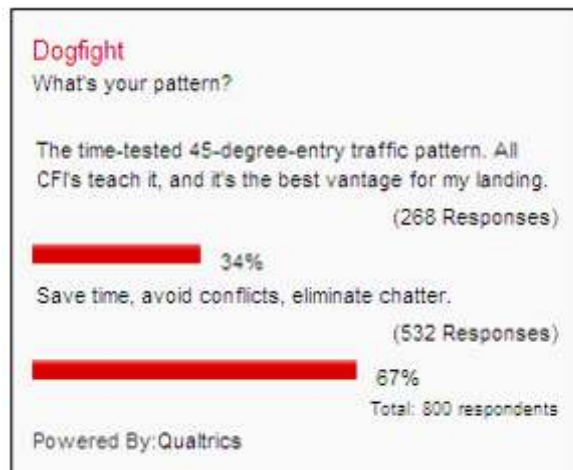 Dogfight
What's your pattern?
The time-tested 45-degree-entry traffic pattern. All
CFI's teach it, and it's the best vantage for my landing.
(268 Responses)
34%
Save time, avoid conflicts, eliminate chatter.
(532 Responses)
67%
Total: 800 respondents
Powered By:Qualtrics